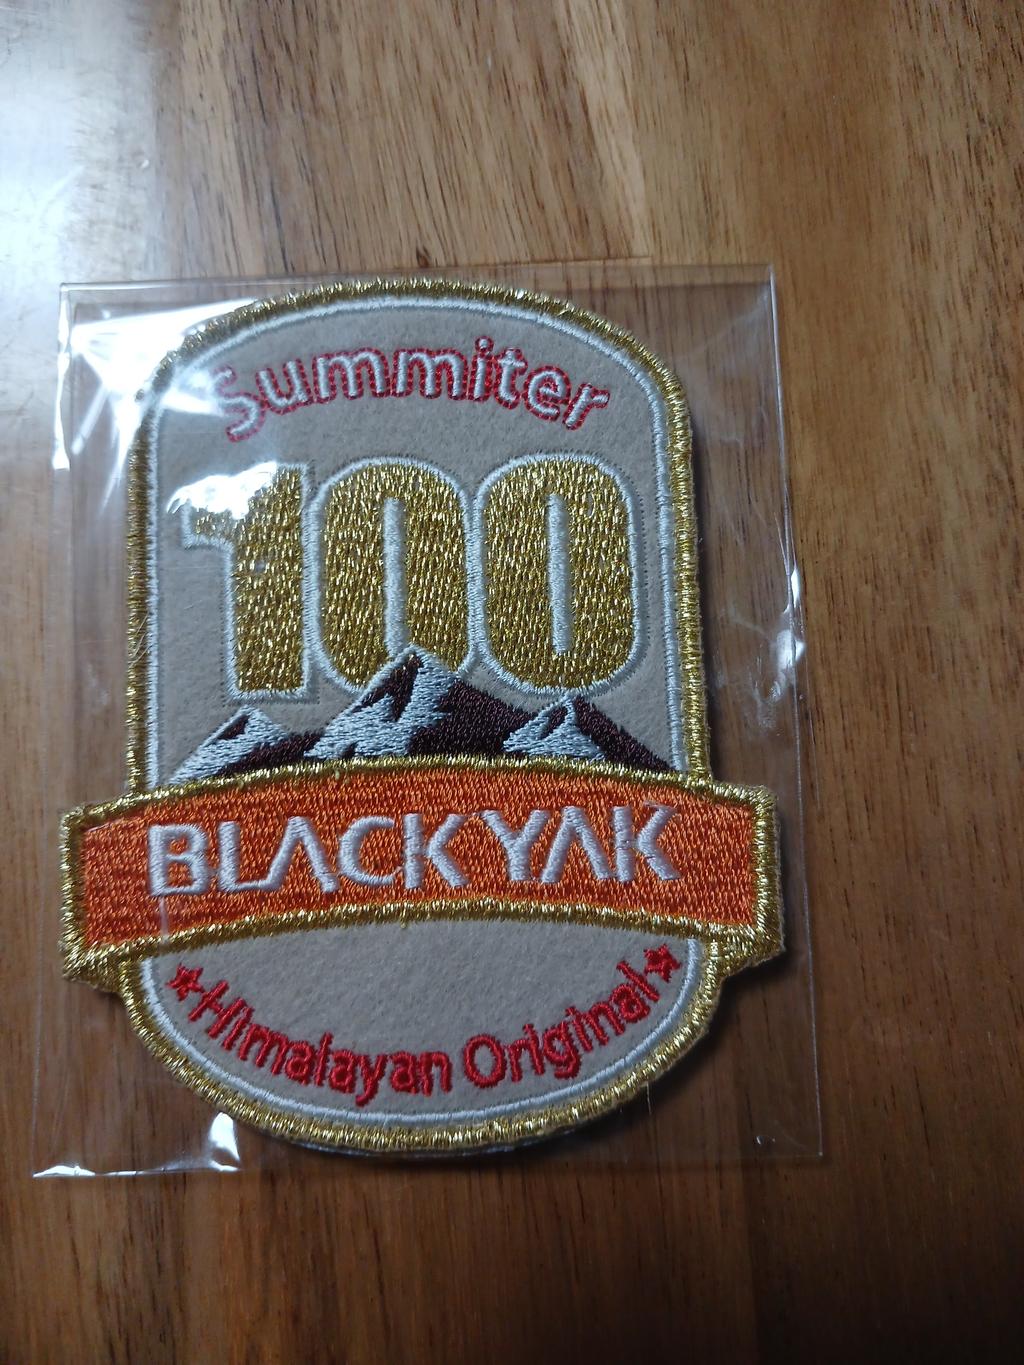 Summiter
100
BLACKYAK
★Himalayan Original★